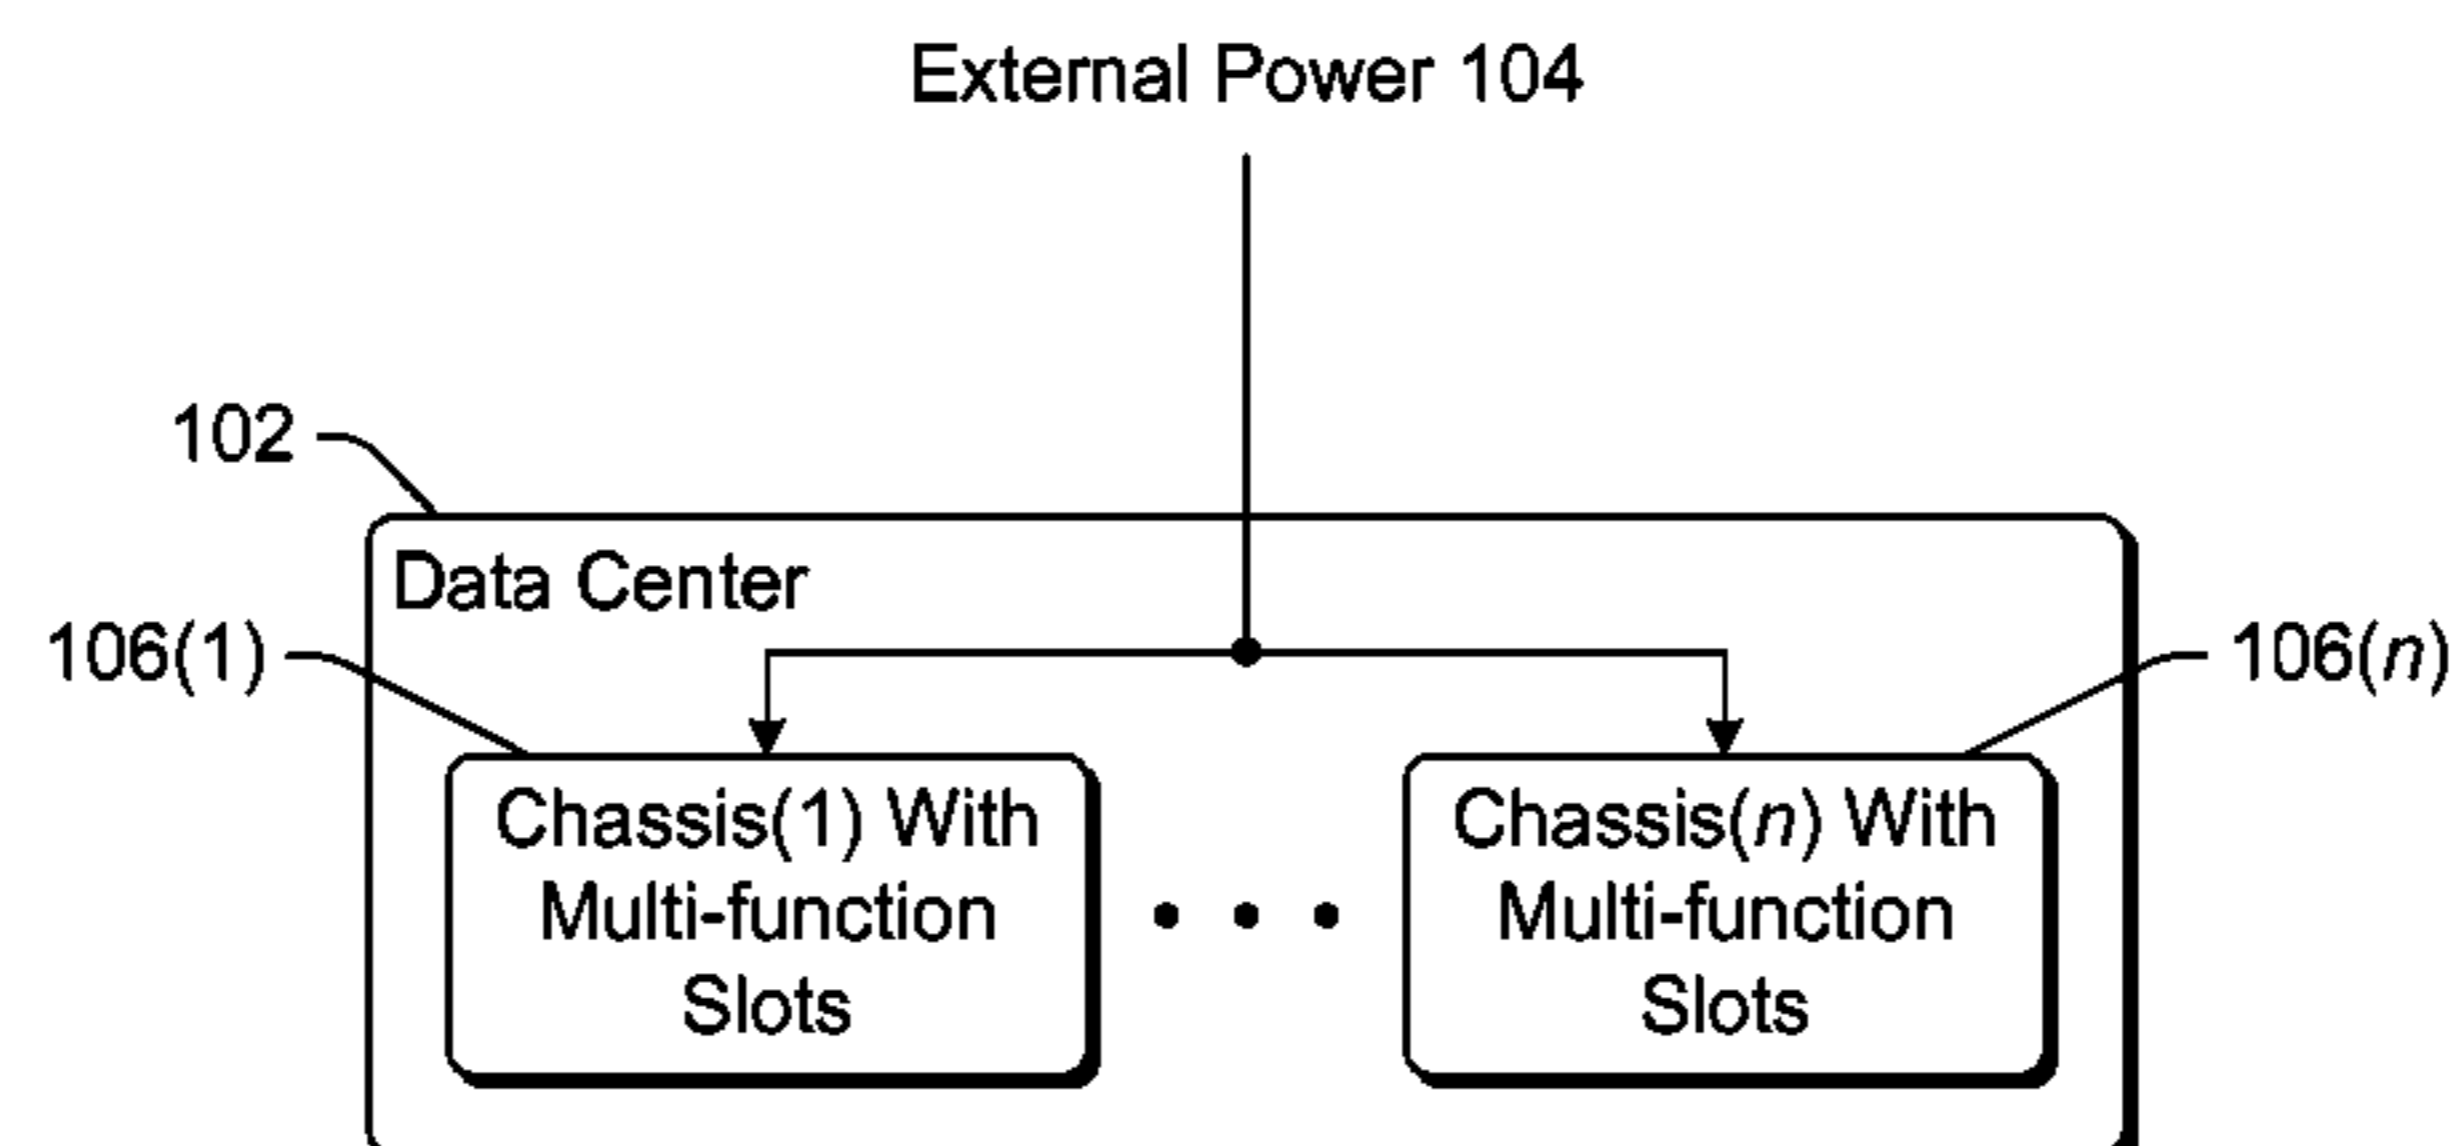 External Power 104
102
Data Center
106(1)
106(n)
Chassis(1) With
Multi-function
Slots
Chassis(n) With
Multi-function
Slots